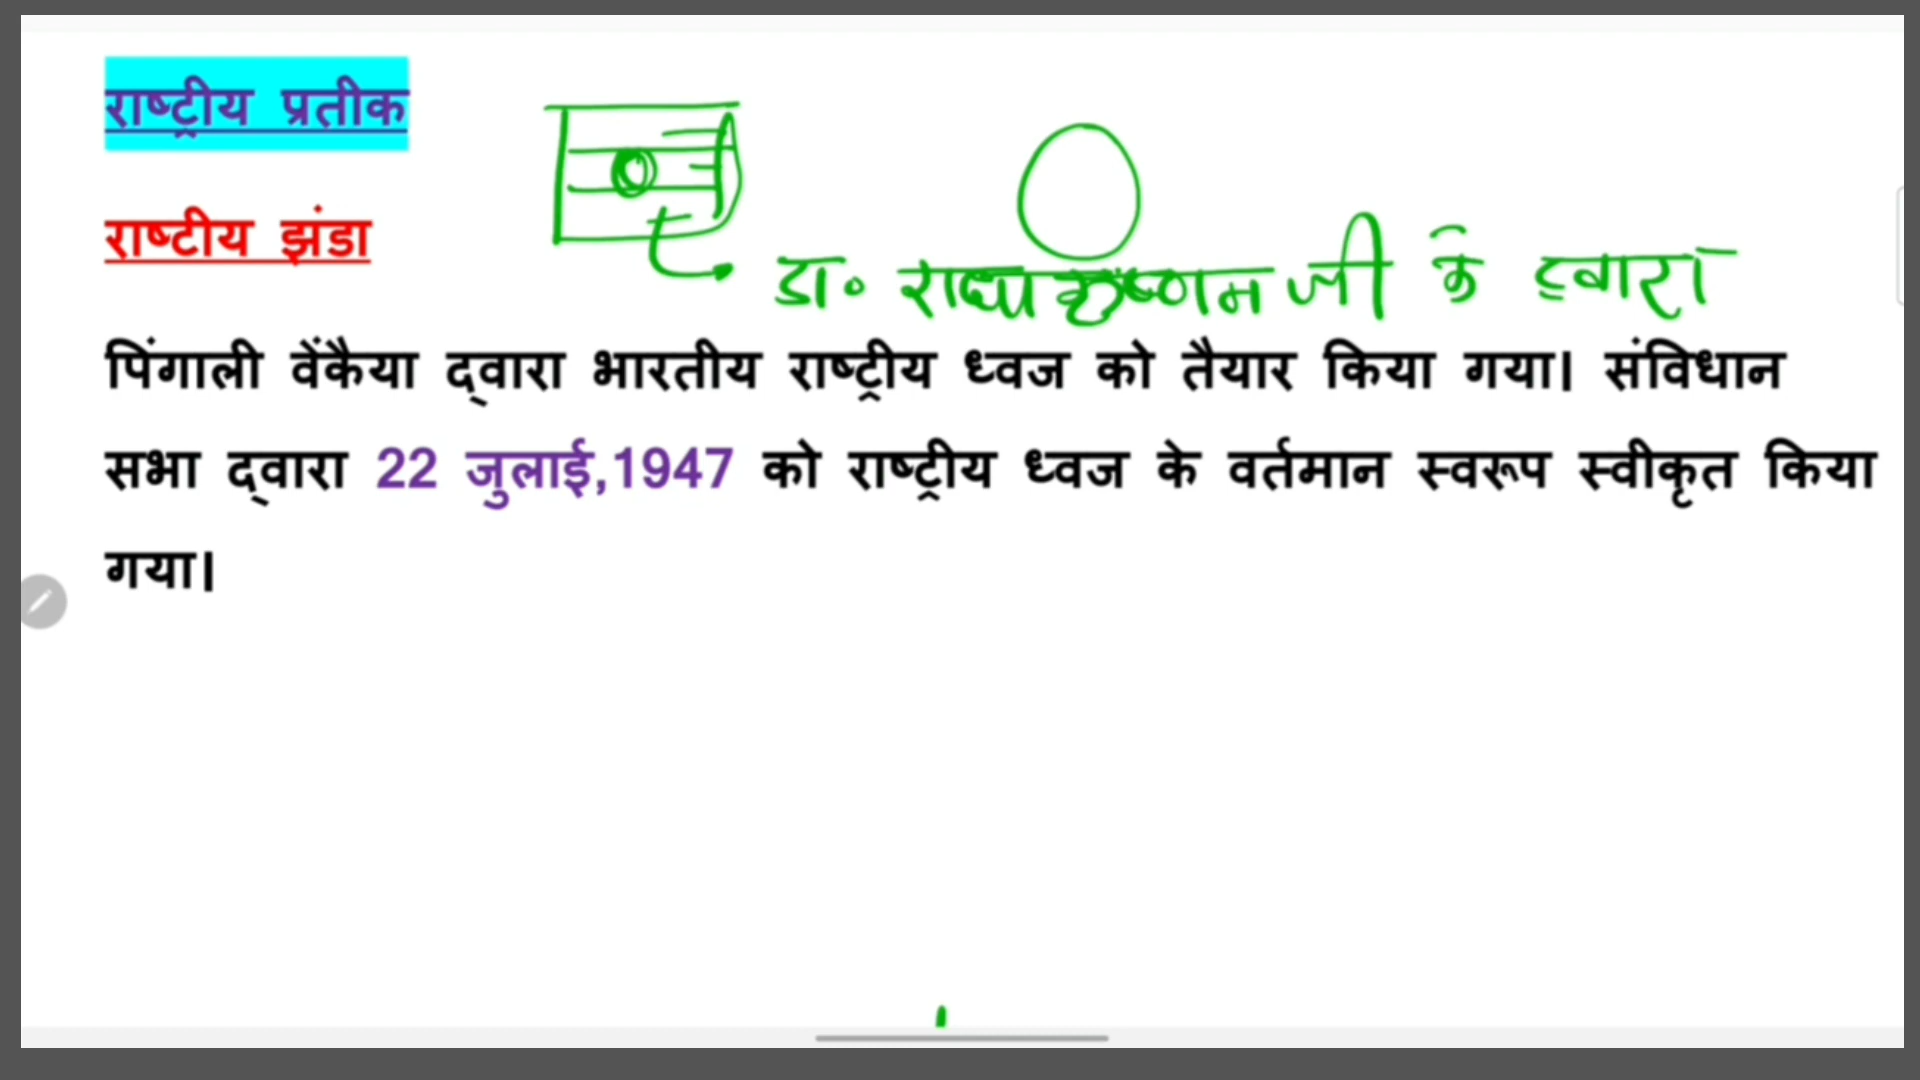 राष्ट्रीय प्रतीक
राष्टीय झंडा
डा॰ राधाकृष्णन जी के द्वारा
पिंगाली वेंकैया द्वारा भारतीय राष्ट्रीय ध्वज को तैयार किया गया। संविधान
सभा द्वारा 22 जुलाई,1947 को राष्ट्रीय ध्वज के वर्तमान स्वरूप स्वीकृत किया
गया।